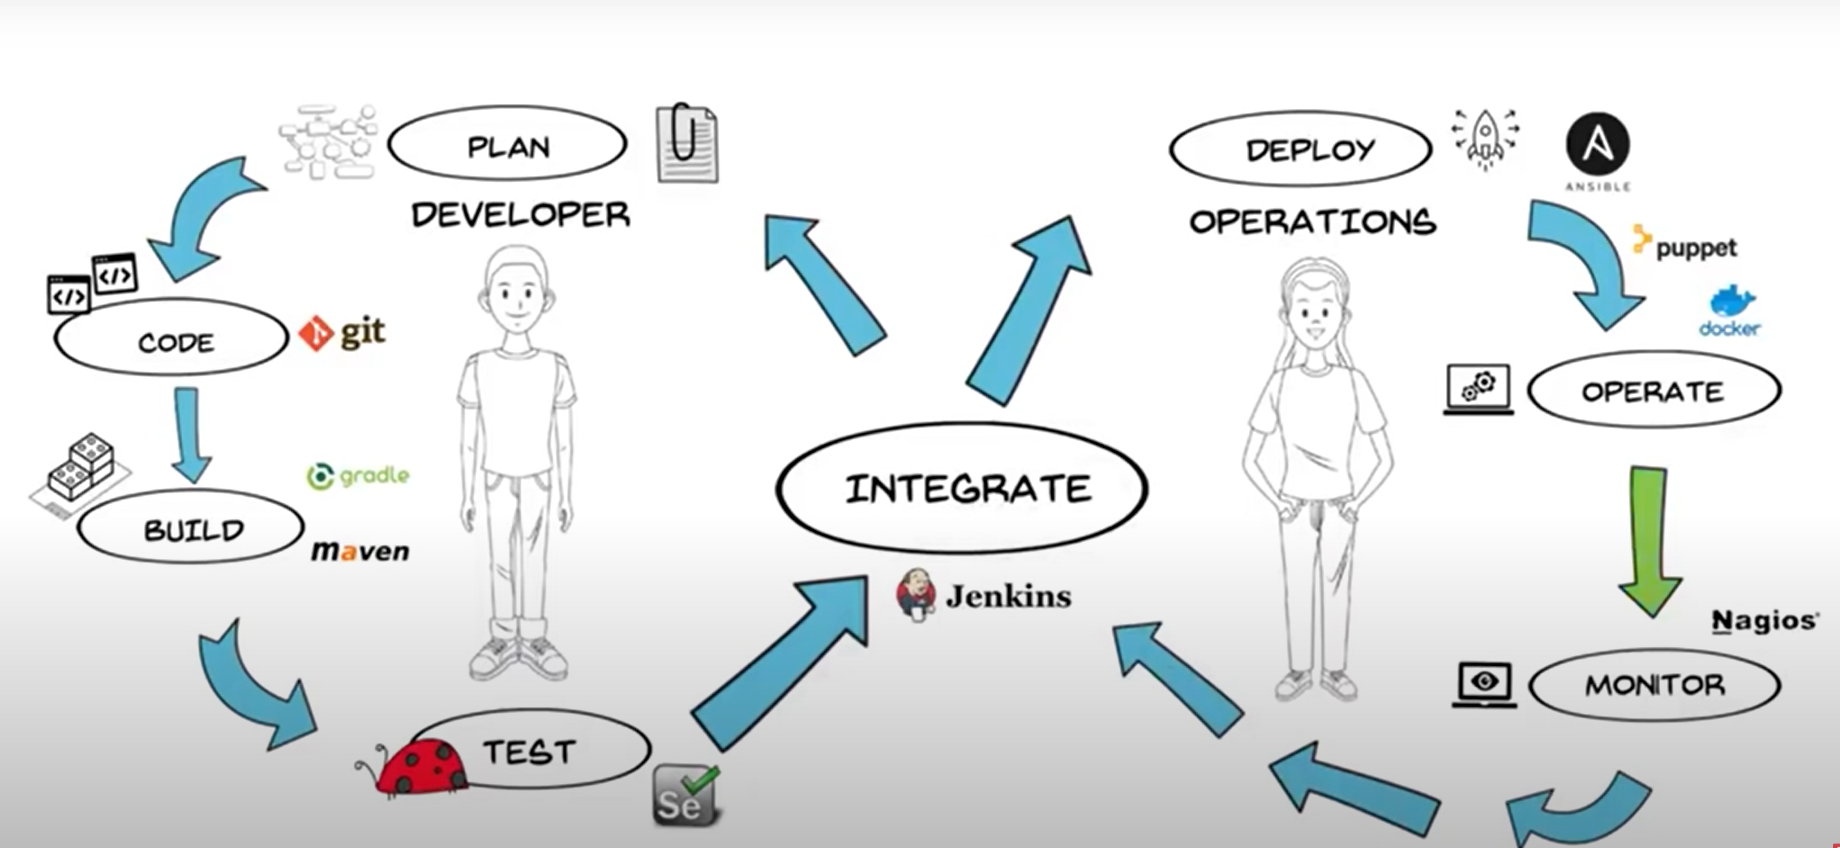 PLAN
DEVELOPER
</>
</>
CODE
git
BUILD
gradle
maven
TEST
Se
INTEGRATE
Jenkins
DEPLOY
ANSIBLE
OPERATIONS
puppet
docker
OPERATE
Nagios®
MONITOR